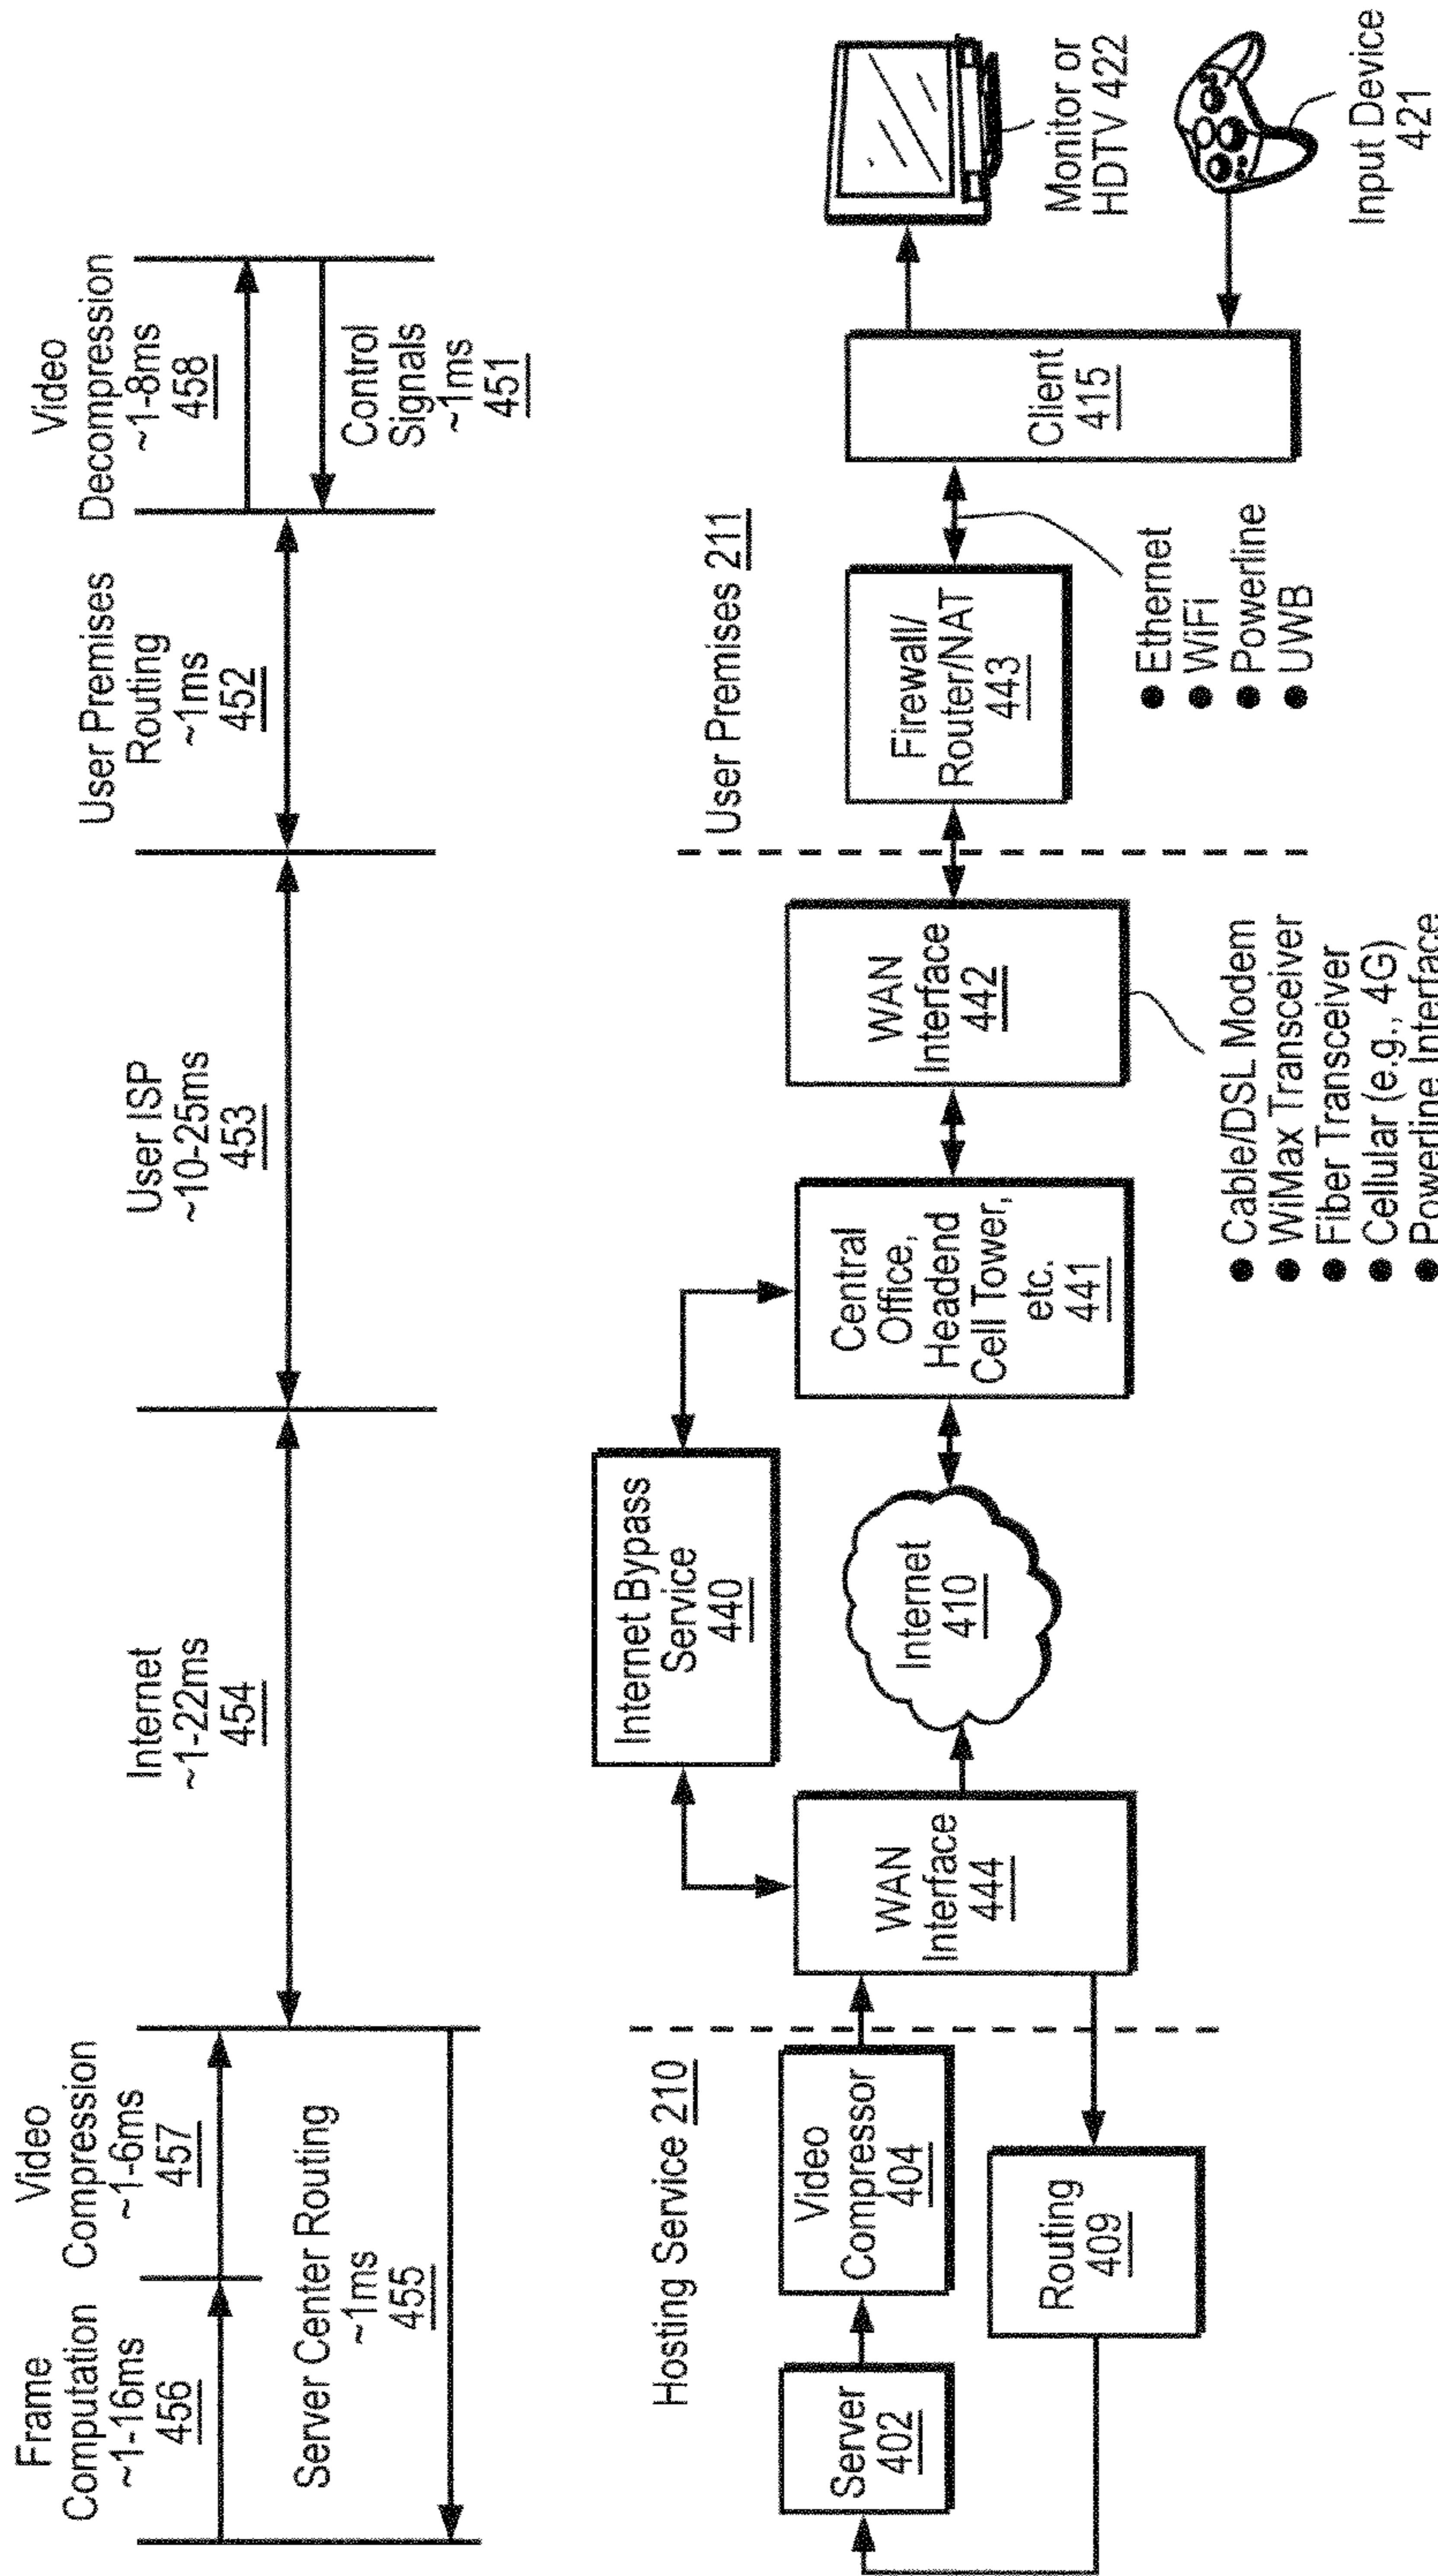 Frame
Computation
~1-16ms
456
Video
Compression
~1-6ms
457
Server Center Routing
~1ms
455
Internet
~1-22ms
454
User ISP
~10-25ms
453
User Premises
Routing
~1ms
452
Video
Decompression
~1-8ms
458
Control
Signals
~1ms
451
Hosting Service 210
Server
402
Video
Compressor
404
Routing
409
WAN
Interface
444
Internet Bypass
Service
440
Internet
410
Central
Office,
Headend
Cell Tower,
etc.
441
WAN
Interface
442
● Cable/DSL Modem
● WiMax Transceiver
● Fiber Transceiver
● Cellular (e.g., 4G)
● Powerline Interface
User Premises 211
Firewall/
Router/NAT
443
● Ethernet
● WiFi
● Powerline
● UWB
Client
415
Monitor or
HDTV 422
Input Device
421